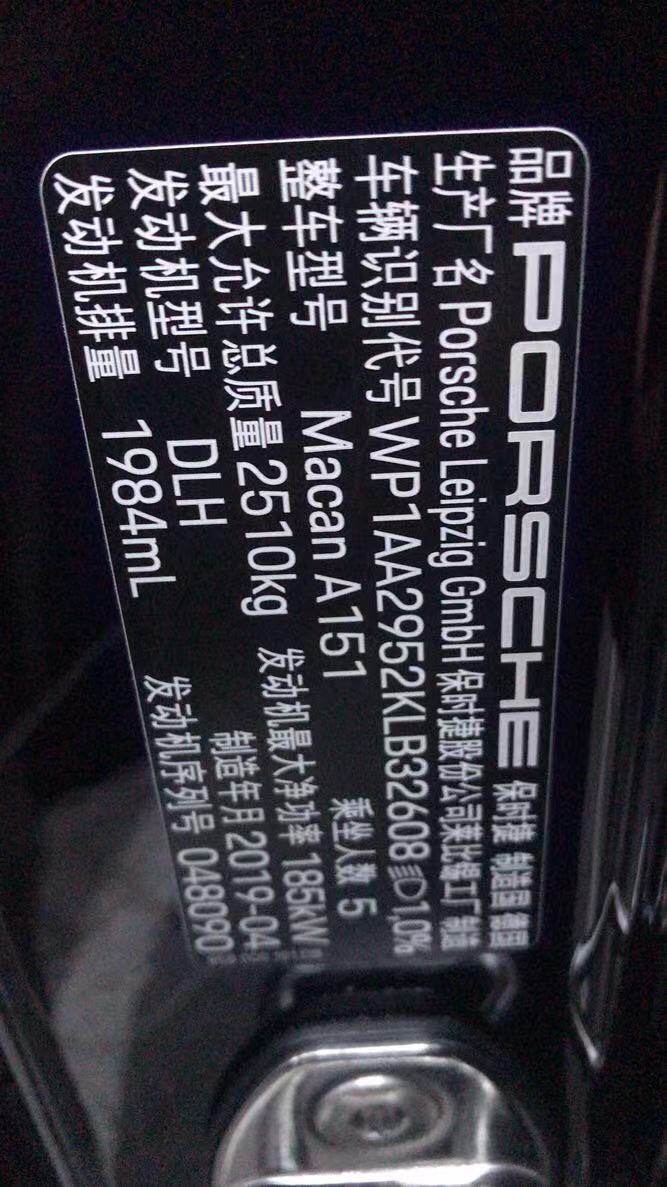 品牌 PORSCHE 保时捷 制造国 德国
生产厂名 Porsche Leipzig GmbH 保时捷股份公司莱比锡工厂 制造
车辆识别代号 WP1AA2952KLB32608 1,0%
整车型号 Macan A151 乘坐人数 5
最大允许总质量 2510kg 发动机最大净功率 185kW
发动机型号 DLH 制造年月 2019-04
发动机排量 1984mL 发动机序列号 048090